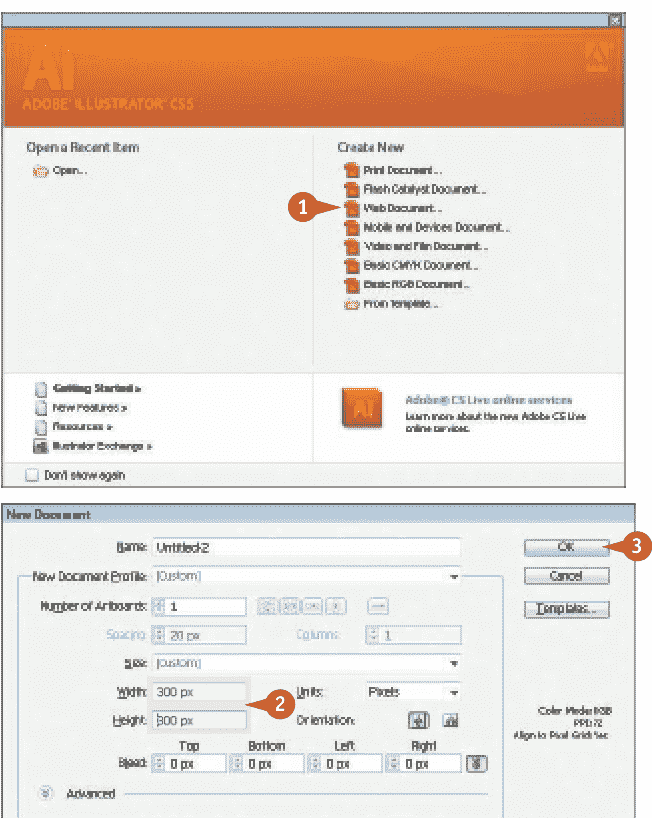 Ai
ADOBE ILLUSTRATOR CS5
Open a Recent Item
Open...
Create New
Print Document...
Flash Catalyst Document...
1
Web Document...
Mobile and Devices Document...
Video and Film Document...
Basic CMYK Document...
Basic RGB Document...
From Template...
Getting Started »
New Features »
Resources »
Illustrator Exchange »
Ai
Adobe® CS Live online services
Learn more about the new Adobe CS Live
online services.
Don't show again
New Document
Name: Untitled-2
OK
3
New Document Profile: [Custom]
Cancel
Number of Artboards: 1
Templates...
Spacing: 20 px Columns: 1
Size: [Custom]
Width: 300 px
2
Units: Pixels
Height: 300 px
Orientation:
Color Mode: RGB
PPI: 72
Align to Pixel Grid: Yes
Top Bottom Left Right
Bleed: 0 px 0 px 0 px 0 px
Advanced